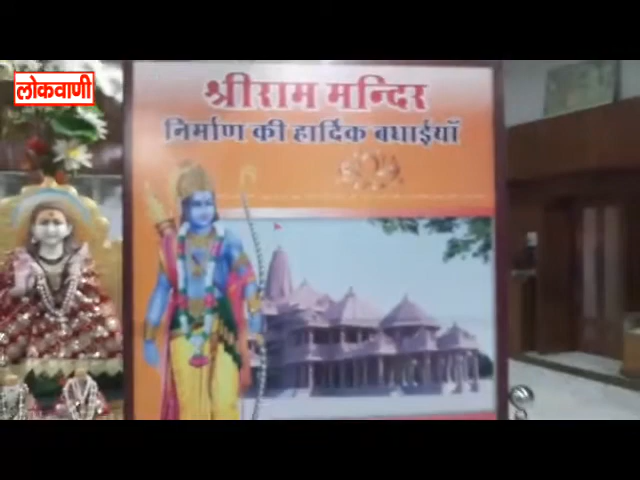 लोकवाणी
श्रीराम मन्दिर
निर्माण की हार्दिक बधाईयाँ